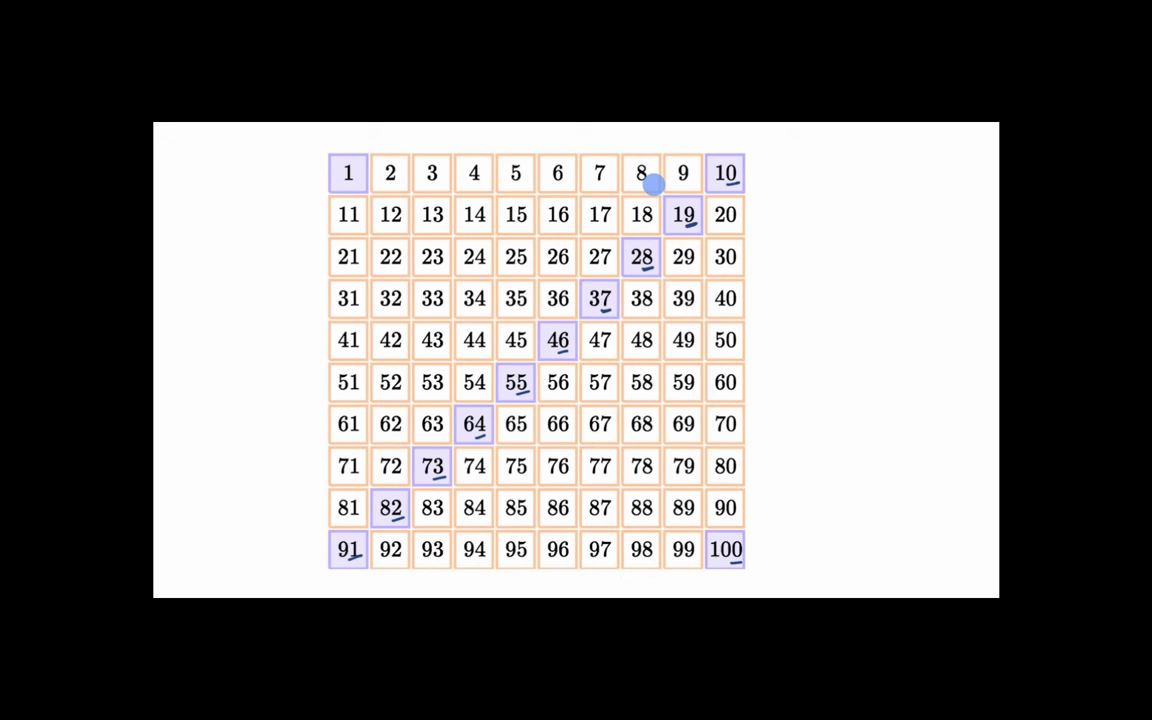 1 2 3 4 5 6 7 8 9 10
11 12 13 14 15 16 17 18 19 20
21 22 23 24 25 26 27 28 29 30
31 32 33 34 35 36 37 38 39 40
41 42 43 44 45 46 47 48 49 50
51 52 53 54 55 56 57 58 59 60
61 62 63 64 65 66 67 68 69 70
71 72 73 74 75 76 77 78 79 80
81 82 83 84 85 86 87 88 89 90
91 92 93 94 95 96 97 98 99 100